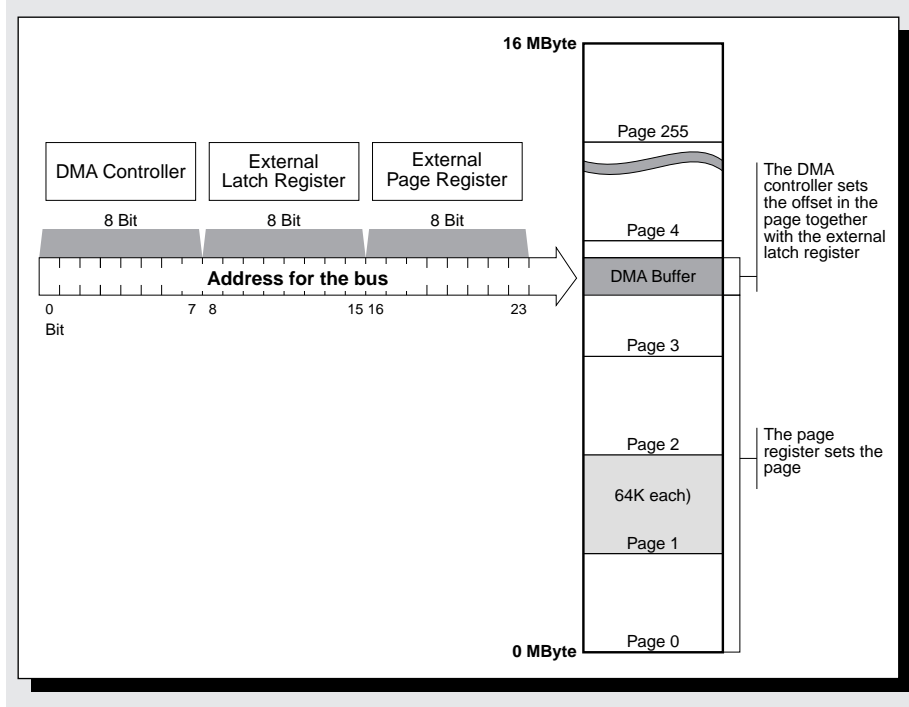 16 MByte
Page 255
DMA Controller
External
Latch Register
External
Page Register
8 Bit
8 Bit
8 Bit
Address for the bus
0
7
8
15
16
23
Bit
Page 4
DMA Buffer
The DMA
controller sets
the offset in the
page together
with the external
latch register
Page 3
Page 2
64K each)
Page 1
The page
register sets the
page
Page 0
0 MByte